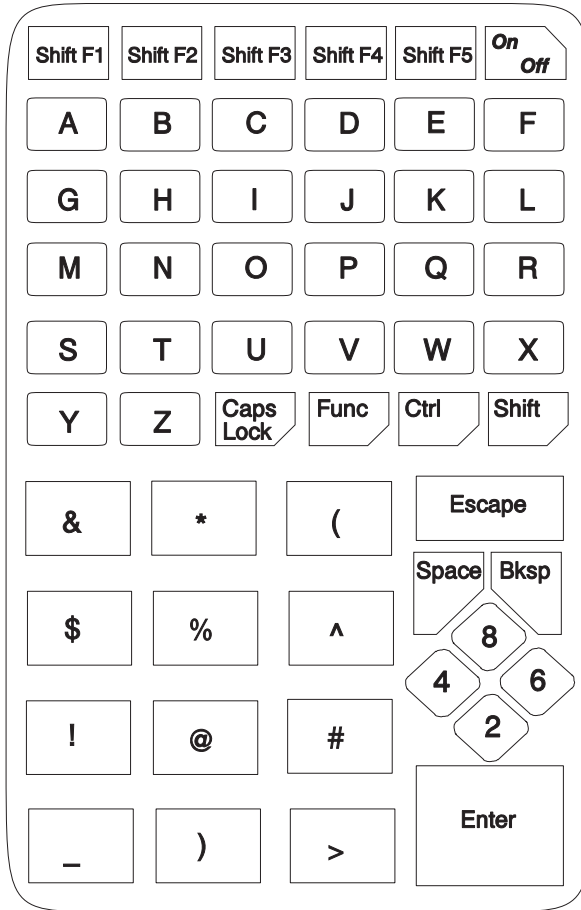 Shift F1 Shift F2 Shift F3 Shift F4 Shift F5 On
Off
A B C D E F
G H I J K L
M N O P Q R
S T U V W X
Y Z Caps Lock Func Ctrl Shift
& * ( Escape
Space Bksp
$ % ^ 8
4 6
! @ # 2
_ ) > Enter